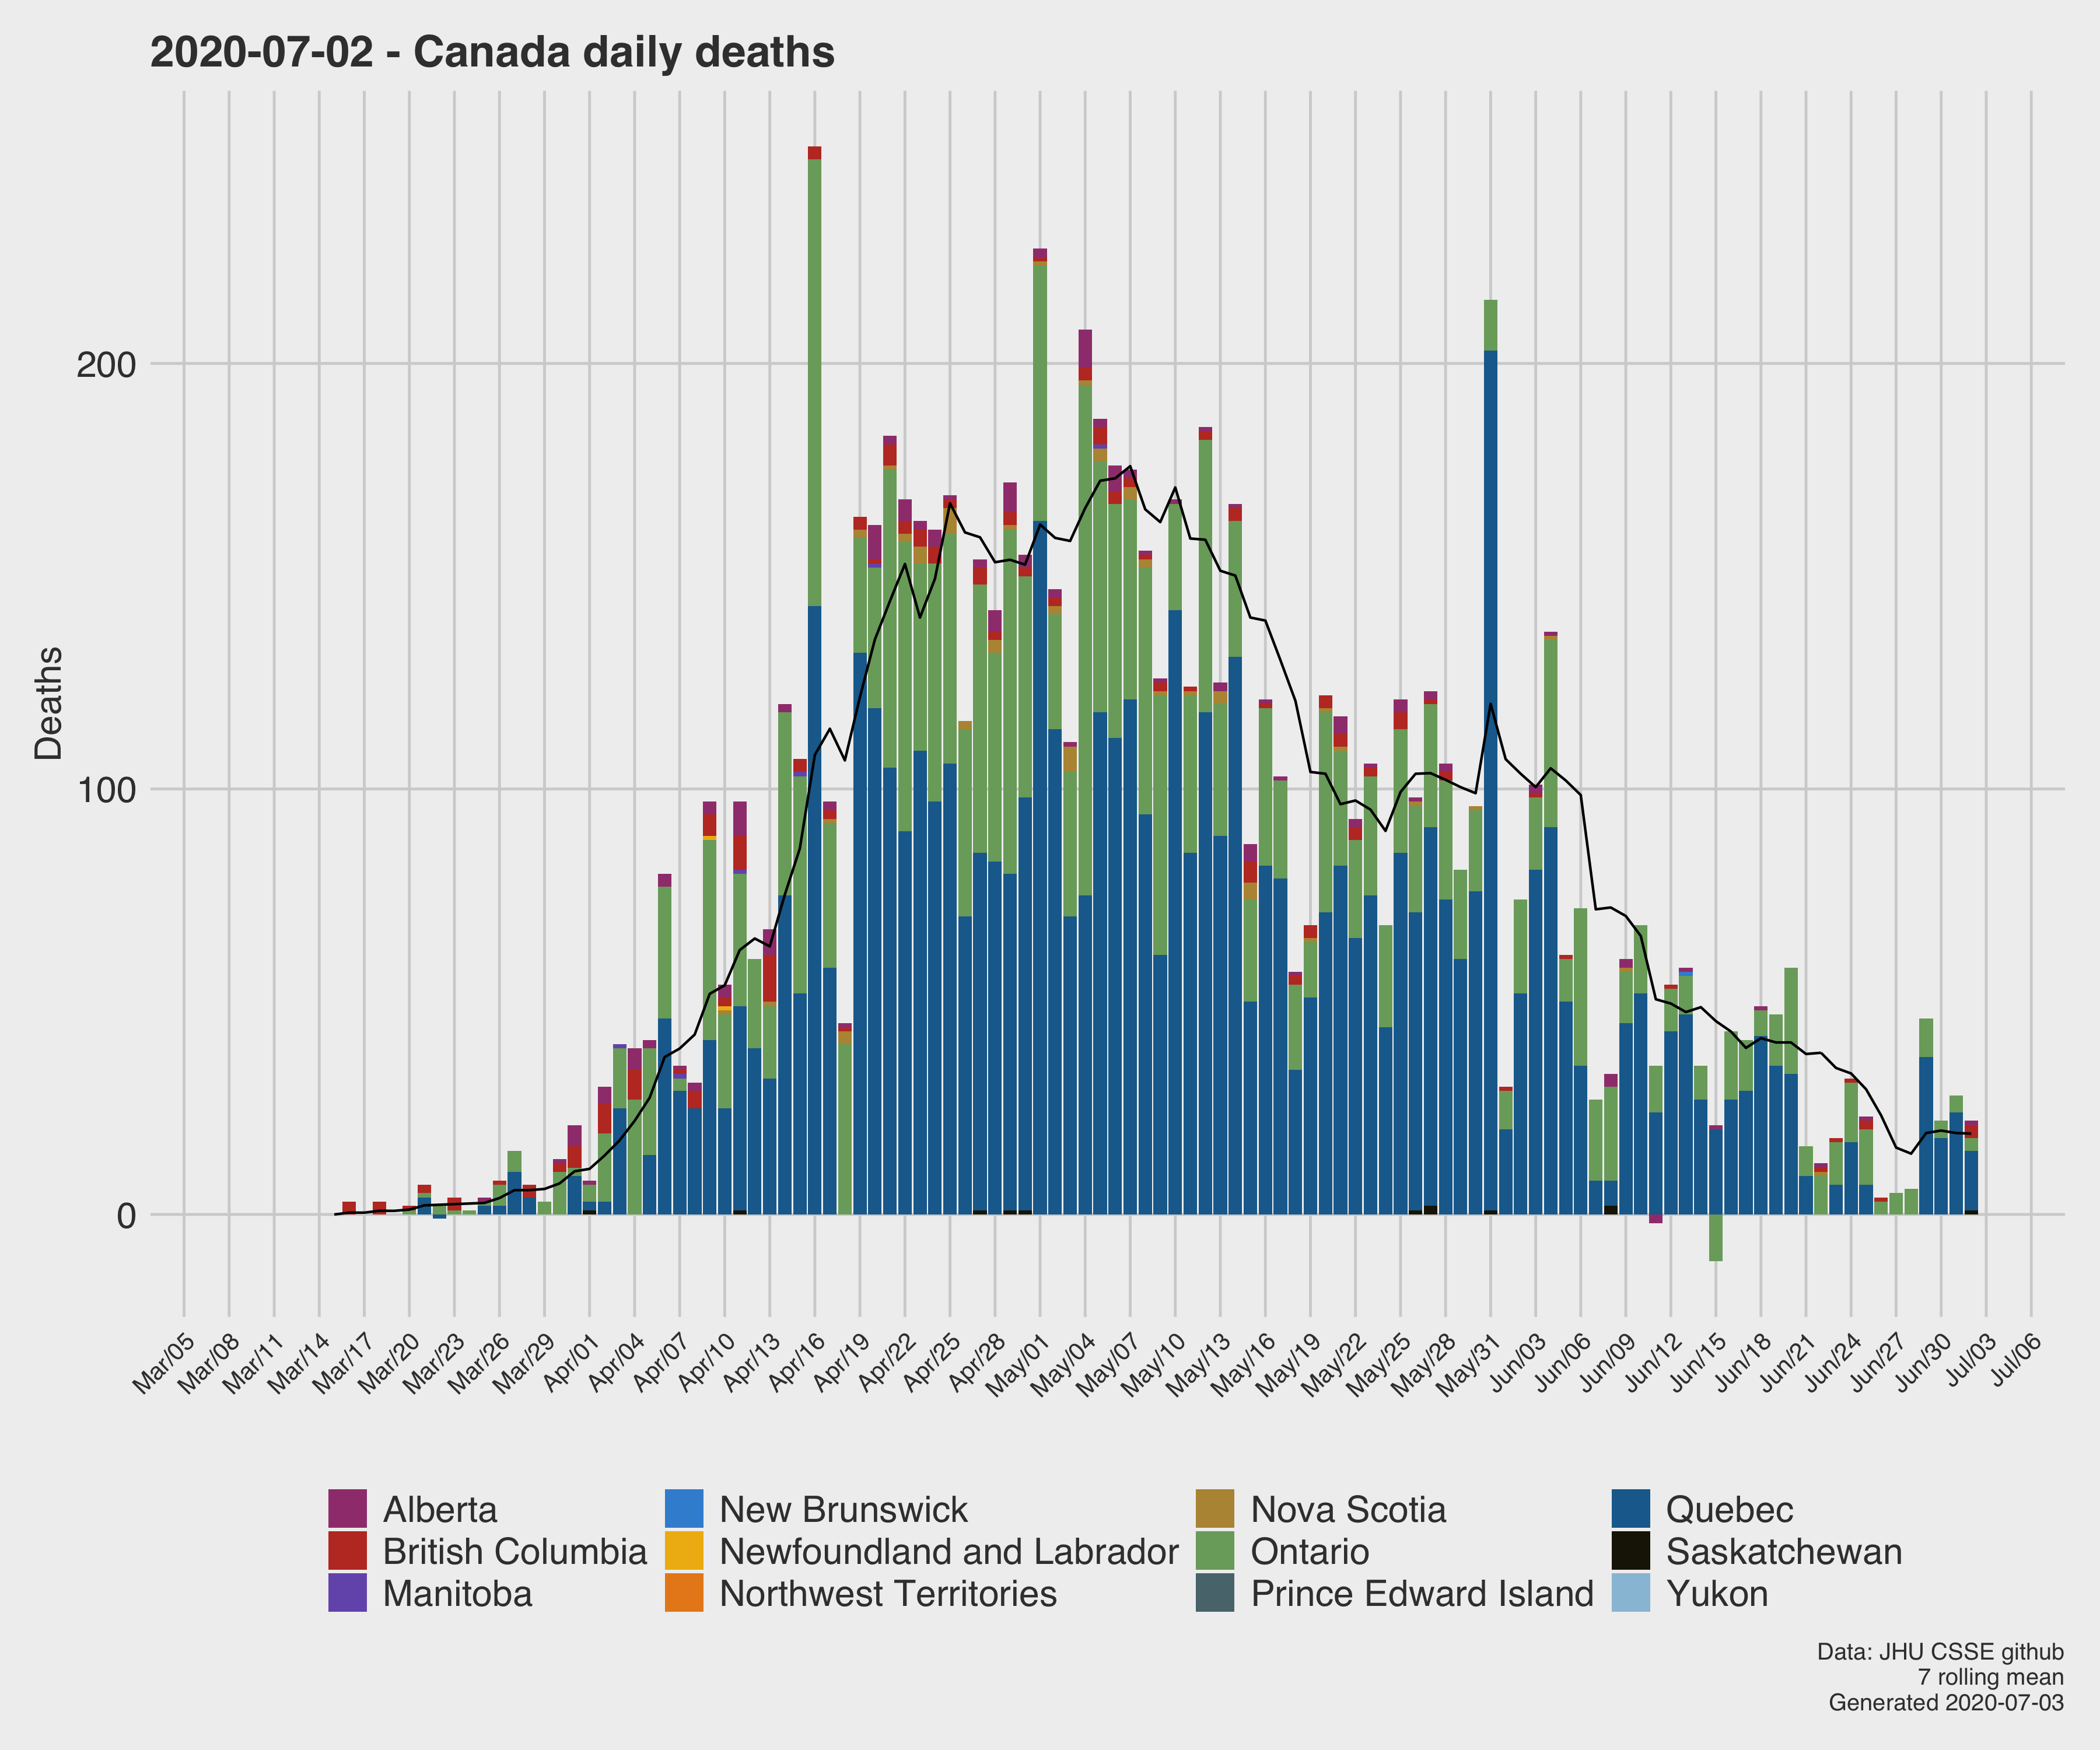 2020-07-02 - Canada daily deaths
Deaths
200
100
0
Mar/05 Mar/08 Mar/11 Mar/14 Mar/17 Mar/20 Mar/23 Mar/26 Mar/29 Apr/01 Apr/04 Apr/07 Apr/10 Apr/13 Apr/16 Apr/19 Apr/22 Apr/25 Apr/28 May/01 May/04 May/07 May/10 May/13 May/16 May/19 May/22 May/25 May/28 May/31 Jun/03 Jun/06 Jun/09 Jun/12 Jun/15 Jun/18 Jun/21 Jun/24 Jun/27 Jun/30 Jul/03 Jul/06
Alberta New Brunswick Nova Scotia Quebec
British Columbia Newfoundland and Labrador Ontario Saskatchewan
Manitoba Northwest Territories Prince Edward Island Yukon
Data: JHU CSSE github
7 rolling mean
Generated 2020-07-03